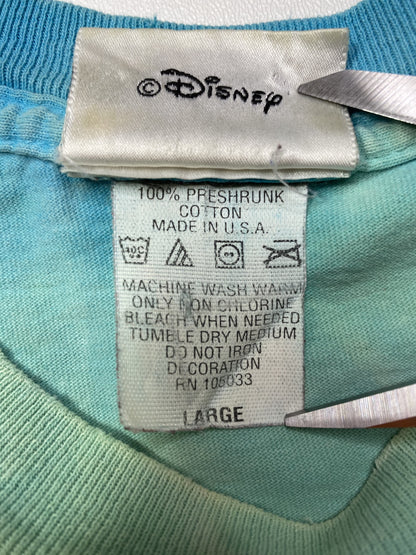 © Disney
100% PRESHRUNK
COTTON
MADE IN U.S.A.
MACHINE WASH WARM
ONLY NON CHLORINE
BLEACH WHEN NEEDED
TUMBLE DRY MEDIUM
DO NOT IRON
DECORATION
RN 105033
LARGE